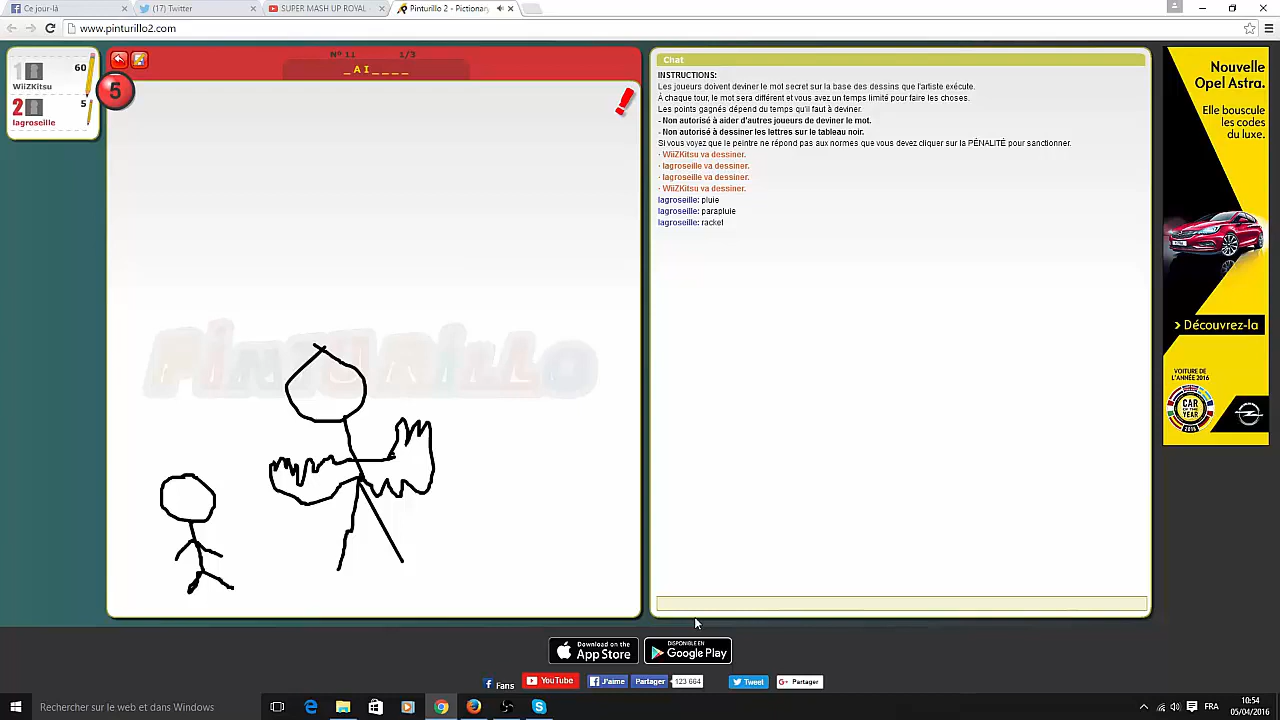 Ce jour-là
(17) Twitter
SUPER MASH UP ROYAL
Pinturillo 2 - Pictionary
www.pinturillo2.com
1
60
WiiZKitsu
2
5
lagroseille
5
Nº 11
1/3
_ A I _ _ _ _
PINTURILLO
Chat
INSTRUCTIONS:
Les joueurs doivent deviner le mot secret sur la base des dessins que l'artiste exécute.
À chaque tour, le mot sera différent et vous avez un temps limité pour faire les choses.
Les points gagnés dépend du temps qu'il faut à deviner.
- Non autorisé à aider d'autres joueurs de deviner le mot.
- Non autorisé à dessiner les lettres sur le tableau noir.
Si vous voyez que le peintre ne répond pas aux normes que vous devez cliquer sur la PÉNALITÉ pour sanctionner.
· WiiZKitsu va dessiner.
· lagroseille va dessiner.
· lagroseille va dessiner.
· WiiZKitsu va dessiner.
lagroseille: pluie
lagroseille: parapluie
lagroseille: racket
Nouvelle
Opel Astra.
Elle bouscule
les codes
du luxe.
› Découvrez-la
VOITURE DE
L'ANNÉE 2016
CAR
OF THE
YEAR
2016
Download on the
App Store
DISPONIBLE EN
Google Play
Fans
YouTube
J'aime
Partager
123 664
Tweet
G+ Partager
Rechercher sur le web et dans Windows
FRA
10:54
05/04/2016